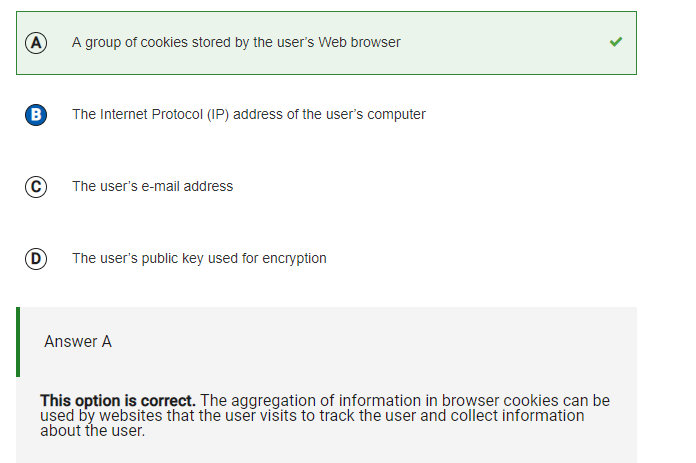 A A group of cookies stored by the user's Web browser
B The Internet Protocol (IP) address of the user's computer
C The user's e-mail address
D The user's public key used for encryption
Answer A
This option is correct. The aggregation of information in browser cookies can be
used by websites that the user visits to track the user and collect information
about the user.